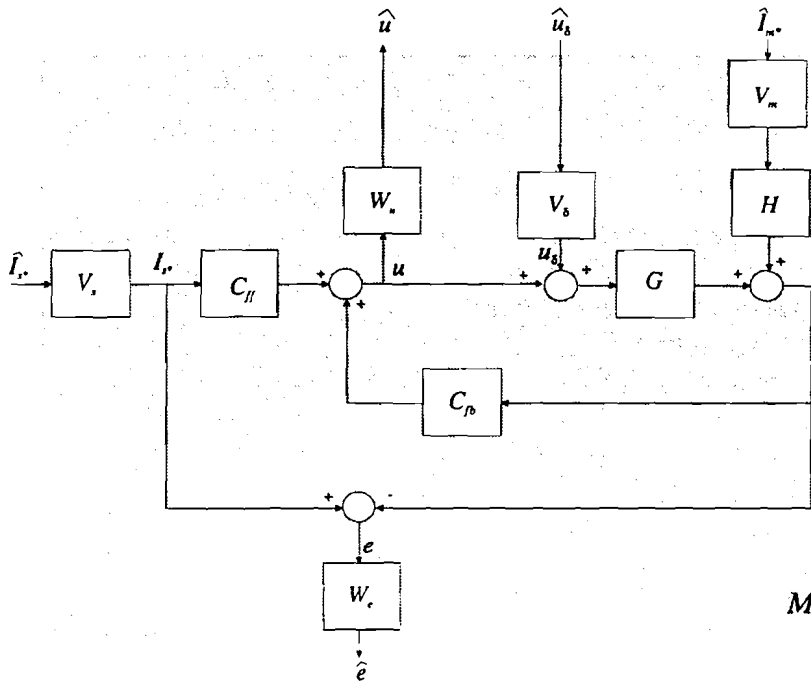 û û_δ Î_m*
V_m
W_u V_δ H
Î_s* V_s I_s* C_ff + + u + u_δ + G + +
C_fb
+ -
e
W_e
M
ê